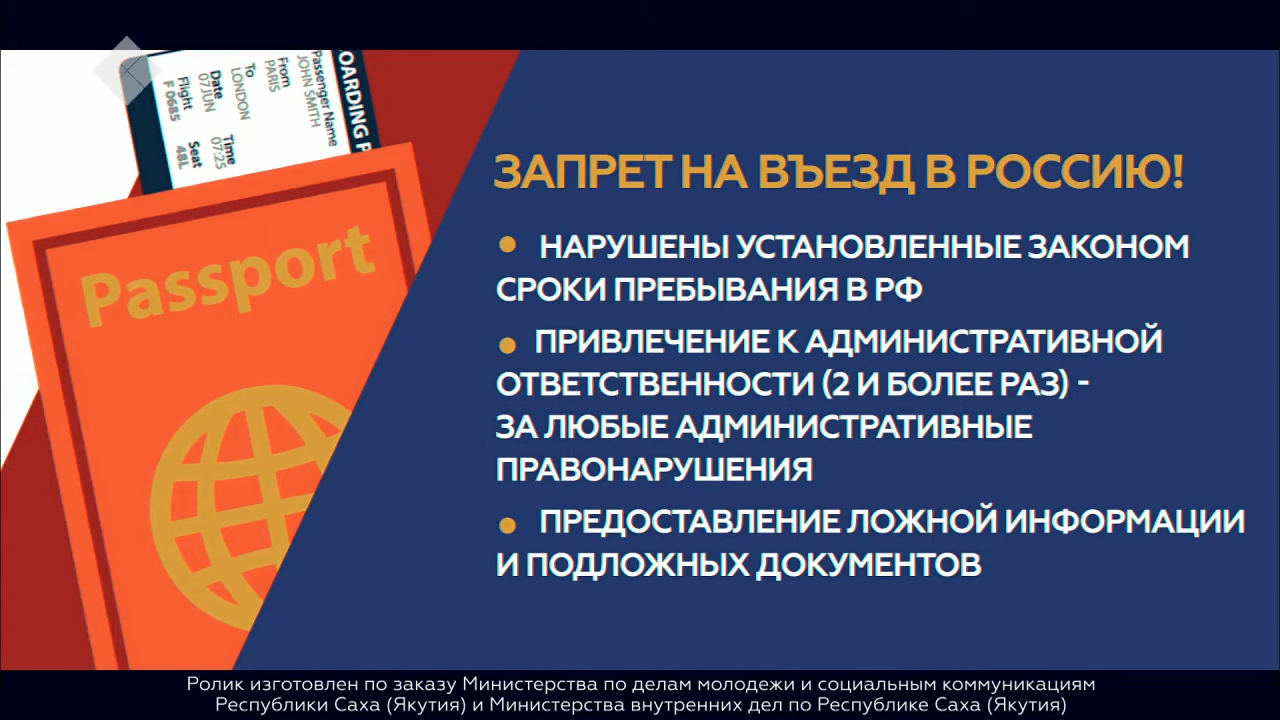 OARDING P
Passenger Name
JOHN SMITH
From
PARIS
To
LONDON
Date
07JUN
Time
07:25
Flight
F 0685
Seat
48L
Passport
ЗАПРЕТ НА ВЪЕЗД В РОССИЮ!
● НАРУШЕНЫ УСТАНОВЛЕННЫЕ ЗАКОНОМ
СРОКИ ПРЕБЫВАНИЯ В РФ
● ПРИВЛЕЧЕНИЕ К АДМИНИСТРАТИВНОЙ
ОТВЕТСТВЕННОСТИ (2 И БОЛЕЕ РАЗ) -
ЗА ЛЮБЫЕ АДМИНИСТРАТИВНЫЕ
ПРАВОНАРУШЕНИЯ
● ПРЕДОСТАВЛЕНИЕ ЛОЖНОЙ ИНФОРМАЦИИ
И ПОДЛОЖНЫХ ДОКУМЕНТОВ
Ролик изготовлен по заказу Министерства по делам молодежи и социальным коммуникациям
Республики Саха (Якутия) и Министерства внутренних дел по Республике Саха (Якутия)